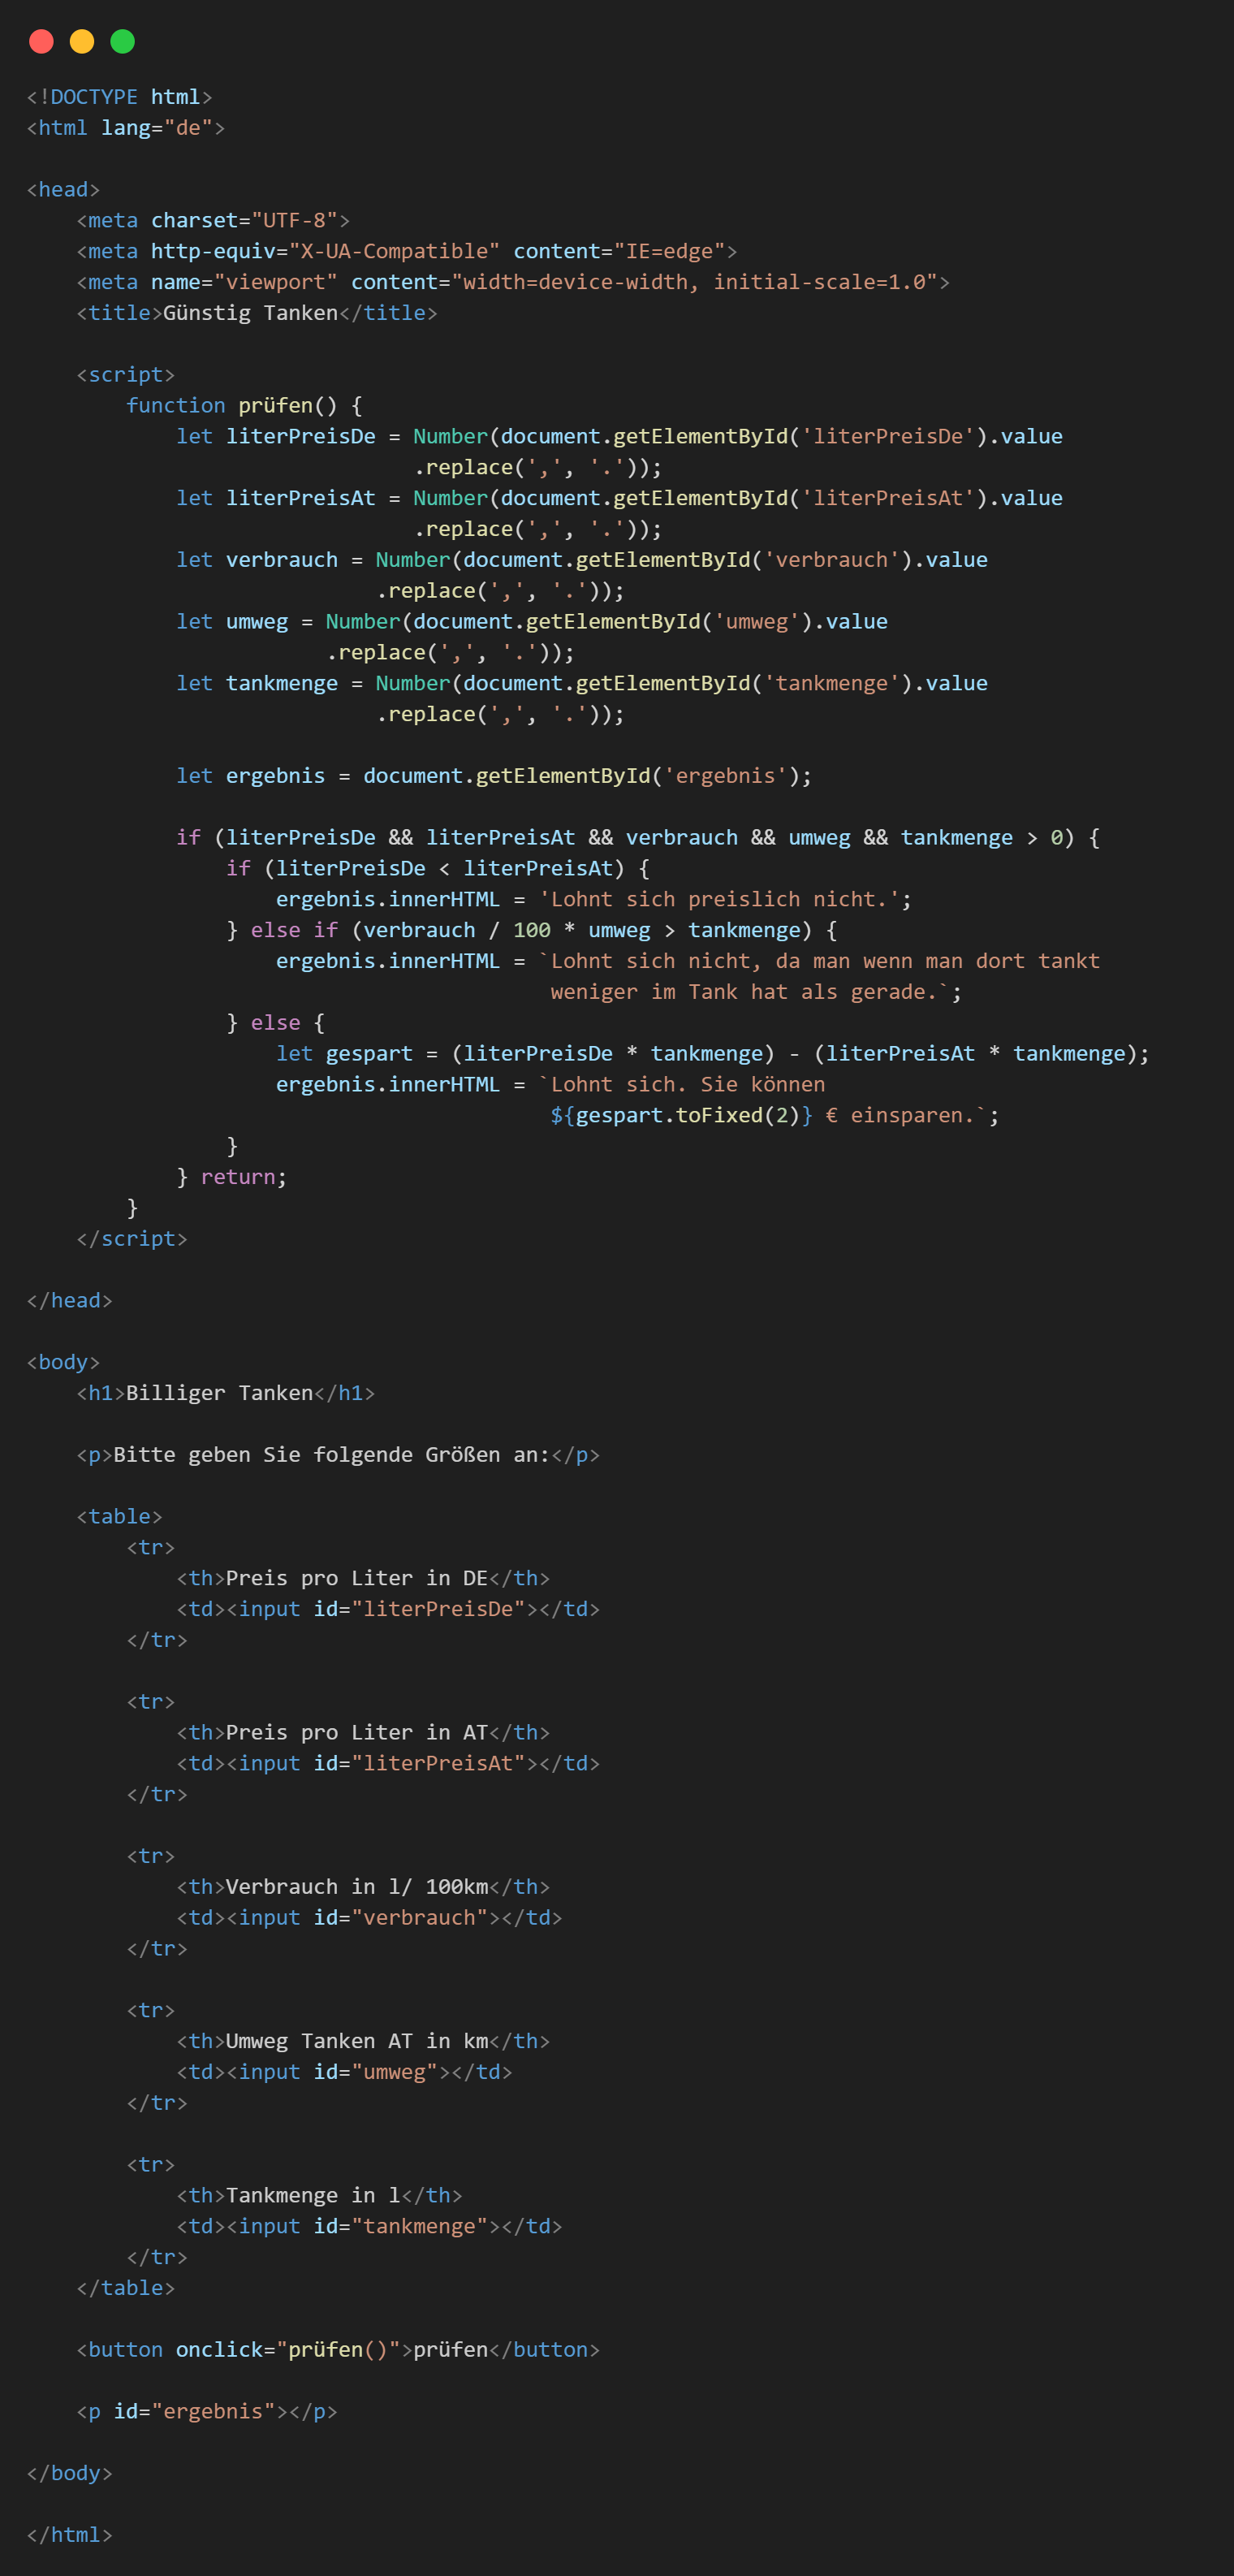 <!DOCTYPE html>
<html lang="de">

<head>
    <meta charset="UTF-8">
    <meta http-equiv="X-UA-Compatible" content="IE=edge">
    <meta name="viewport" content="width=device-width, initial-scale=1.0">
    <title>Günstig Tanken</title>

    <script>
        function prüfen() {
            let literPreisDe = Number(document.getElementById('literPreisDe').value
                               .replace(',', '.'));
            let literPreisAt = Number(document.getElementById('literPreisAt').value
                               .replace(',', '.'));
            let verbrauch = Number(document.getElementById('verbrauch').value
                            .replace(',', '.'));
            let umweg = Number(document.getElementById('umweg').value
                        .replace(',', '.'));
            let tankmenge = Number(document.getElementById('tankmenge').value
                            .replace(',', '.'));

            let ergebnis = document.getElementById('ergebnis');

            if (literPreisDe && literPreisAt && verbrauch && umweg && tankmenge > 0) {
                if (literPreisDe < literPreisAt) {
                    ergebnis.innerHTML = 'Lohnt sich preislich nicht.';
                } else if (verbrauch / 100 * umweg > tankmenge) {
                    ergebnis.innerHTML = `Lohnt sich nicht, da man wenn man dort tankt
                                          weniger im Tank hat als gerade.`;
                } else {
                    let gespart = (literPreisDe * tankmenge) - (literPreisAt * tankmenge);
                    ergebnis.innerHTML = `Lohnt sich. Sie können
                                          ${gespart.toFixed(2)} € einsparen.`;
                }
            } return;
        }
    </script>

</head>

<body>
    <h1>Billiger Tanken</h1>

    <p>Bitte geben Sie folgende Größen an:</p>

    <table>
        <tr>
            <th>Preis pro Liter in DE</th>
            <td><input id="literPreisDe"></td>
        </tr>

        <tr>
            <th>Preis pro Liter in AT</th>
            <td><input id="literPreisAt"></td>
        </tr>

        <tr>
            <th>Verbrauch in l/ 100km</th>
            <td><input id="verbrauch"></td>
        </tr>

        <tr>
            <th>Umweg Tanken AT in km</th>
            <td><input id="umweg"></td>
        </tr>

        <tr>
            <th>Tankmenge in l</th>
            <td><input id="tankmenge"></td>
        </tr>
    </table>

    <button onclick="prüfen()">prüfen</button>

    <p id="ergebnis"></p>

</body>

</html>